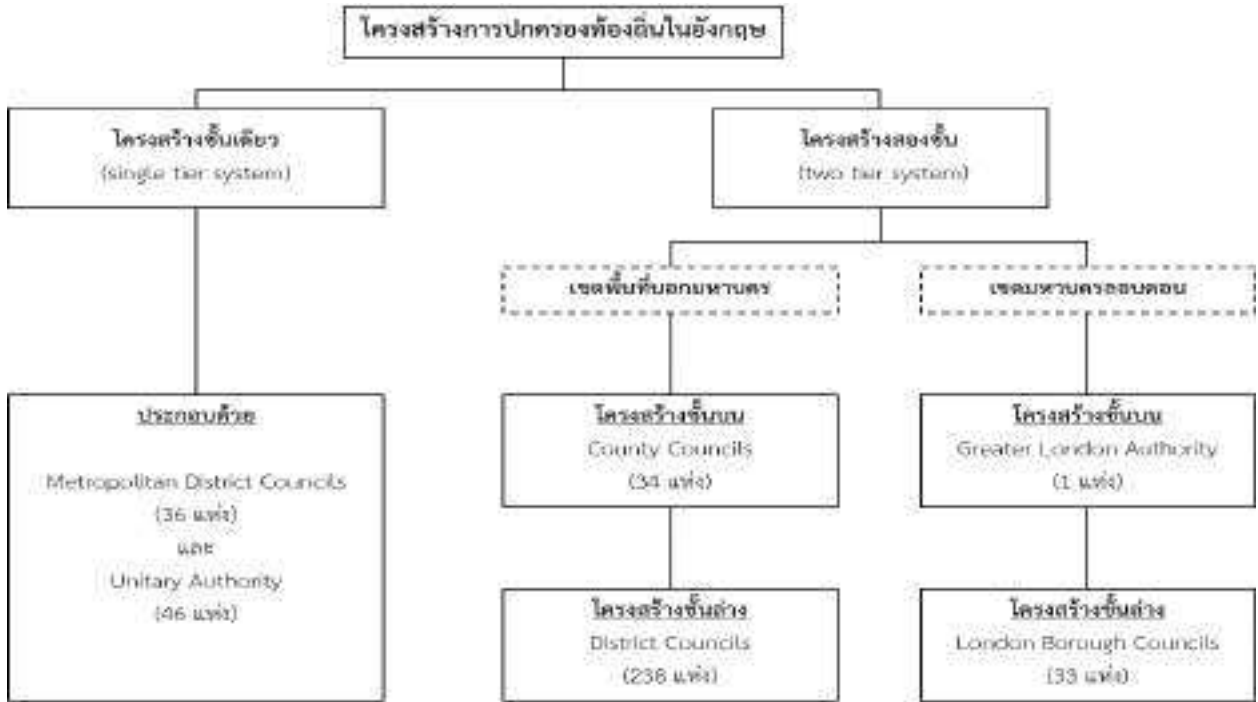 โครงสร้างการปกครองท้องถิ่นในอังกฤษ
โครงสร้างชั้นเดียว
(single tier system)
โครงสร้างสองชั้น
(two tier system)
เขตพื้นที่นอกมหานคร
เขตมหานครลอนดอน
ประกอบด้วย
Metropolitan District Councils
(36 แห่ง)
และ
Unitary Authority
(46 แห่ง)
โครงสร้างชั้นบน
County Councils
(34 แห่ง)
โครงสร้างชั้นล่าง
District Councils
(238 แห่ง)
โครงสร้างชั้นบน
Greater London Authority
(1 แห่ง)
โครงสร้างชั้นล่าง
London Borough Councils
(33 แห่ง)